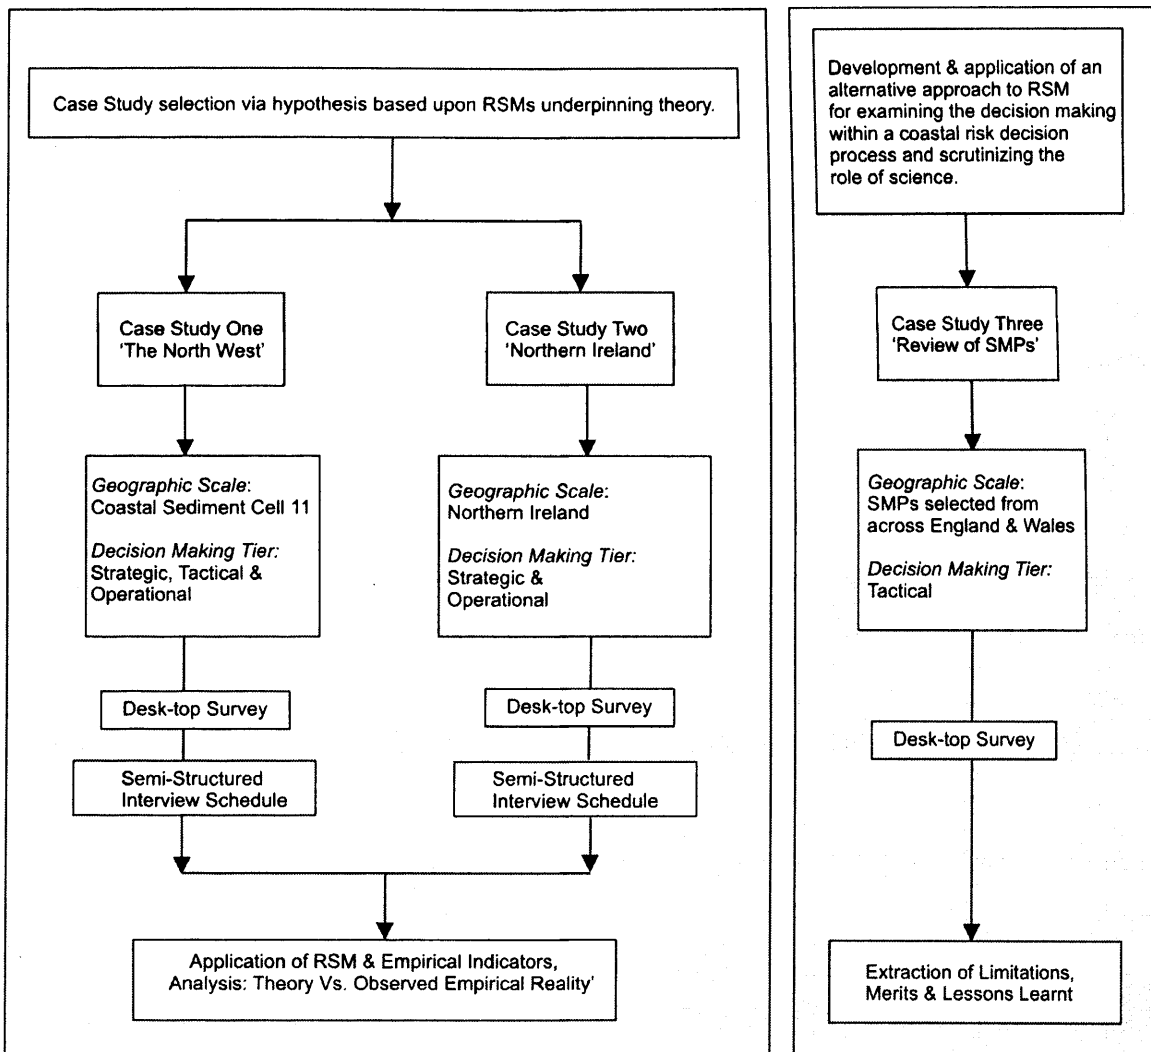 Case Study selection via hypothesis based upon RSMs underpinning theory.
Case Study One
'The North West'
Case Study Two
'Northern Ireland'
Geographic Scale:
Coastal Sediment Cell 11
Decision Making Tier:
Strategic, Tactical &
Operational
Geographic Scale:
Northern Ireland
Decision Making Tier:
Strategic &
Operational
Desk-top Survey
Desk-top Survey
Semi-Structured
Interview Schedule
Semi-Structured
Interview Schedule
Application of RSM & Empirical Indicators,
Analysis: Theory Vs. Observed Empirical Reality'
Development & application of an
alternative approach to RSM
for examining the decision making
within a coastal risk decision
process and scrutinizing the
role of science.
Case Study Three
'Review of SMPs'
Geographic Scale:
SMPs selected from
across England & Wales
Decision Making Tier:
Tactical
Desk-top Survey
Extraction of Limitations,
Merits & Lessons Learnt